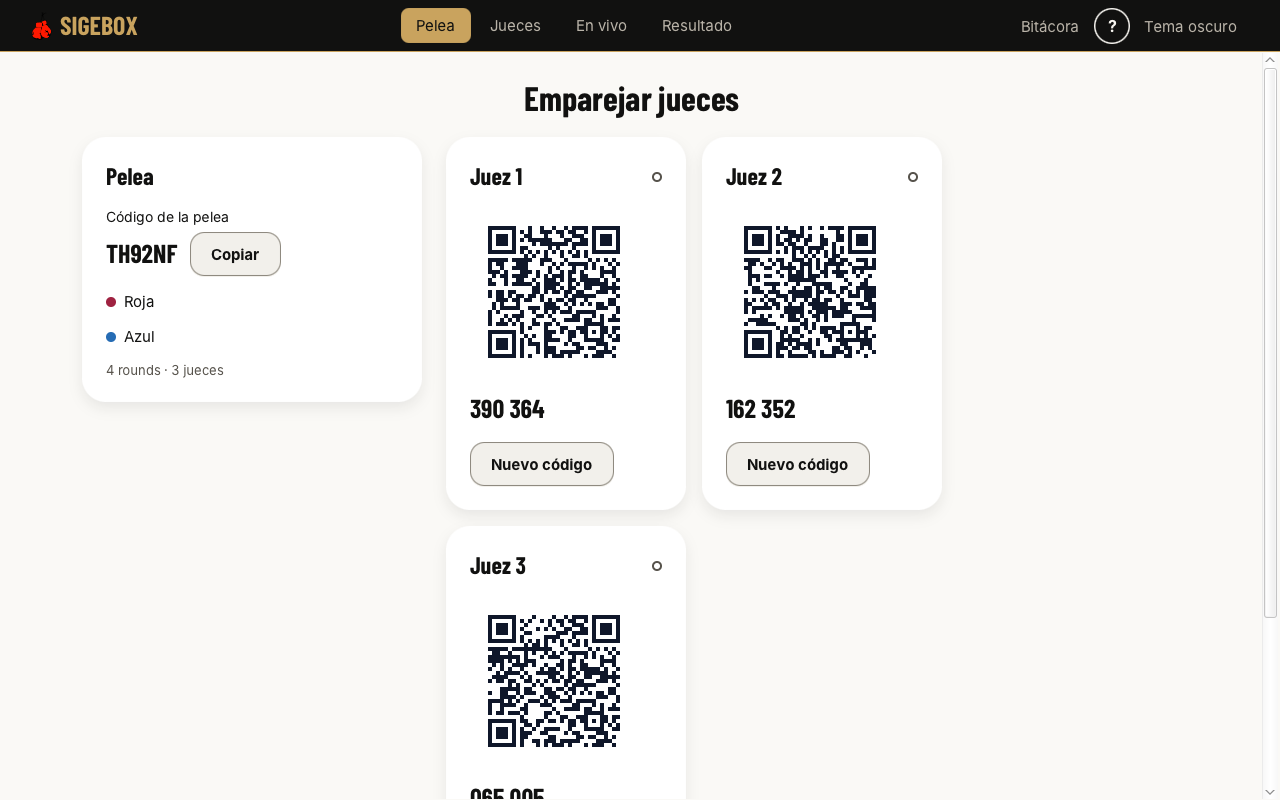 SIGEBOX
Pelea
Jueces
En vivo
Resultado
Bitácora
?
Tema oscuro
Emparejar jueces
Pelea
Código de la pelea
TH92NF
Copiar
Roja
Azul
4 rounds · 3 jueces
Juez 1
390 364
Nuevo código
Juez 2
162 352
Nuevo código
Juez 3